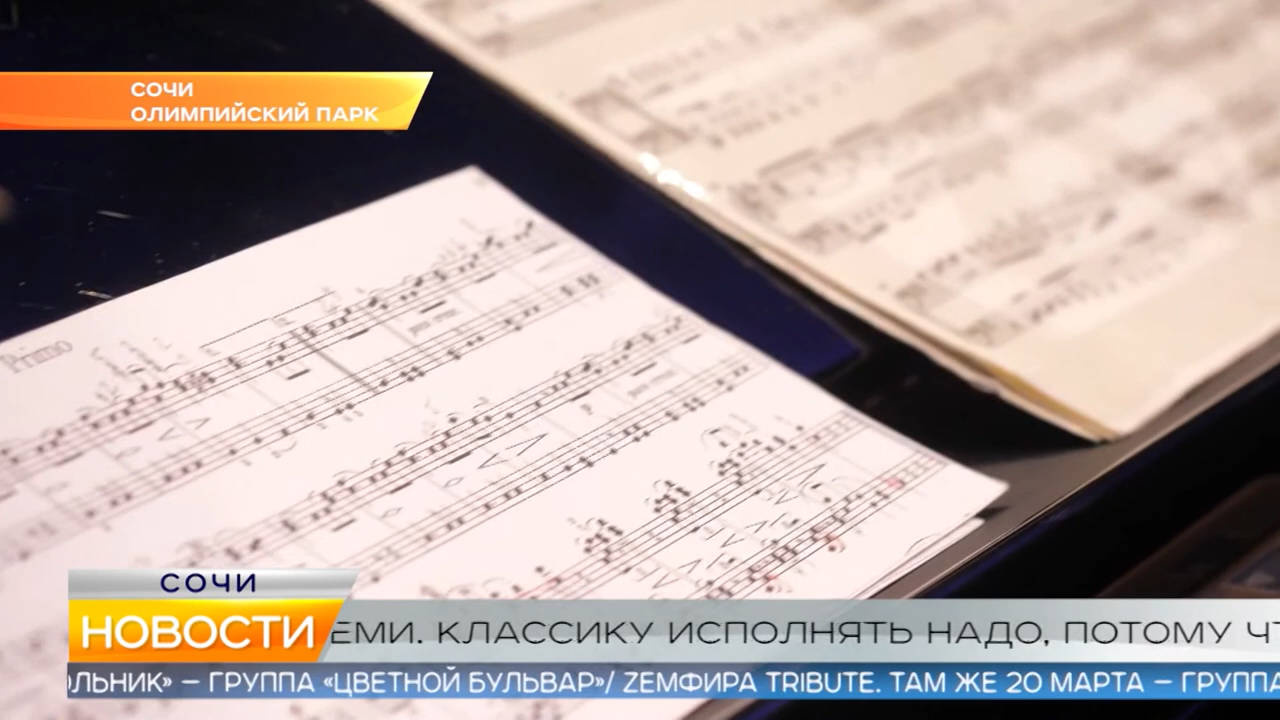 СОЧИ
ОЛИМПИЙСКИЙ ПАРК
Primo
СОЧИ
НОВОСТИ
ЕМИ. КЛАССИКУ ИСПОЛНЯТЬ НАДО, ПОТОМУ ЧТ
ОЛЬНИК» — ГРУППА «ЦВЕТНОЙ БУЛЬВАР»/ ZЕМФИРА TRIBUTE. ТАМ ЖЕ 20 МАРТА — ГРУППА